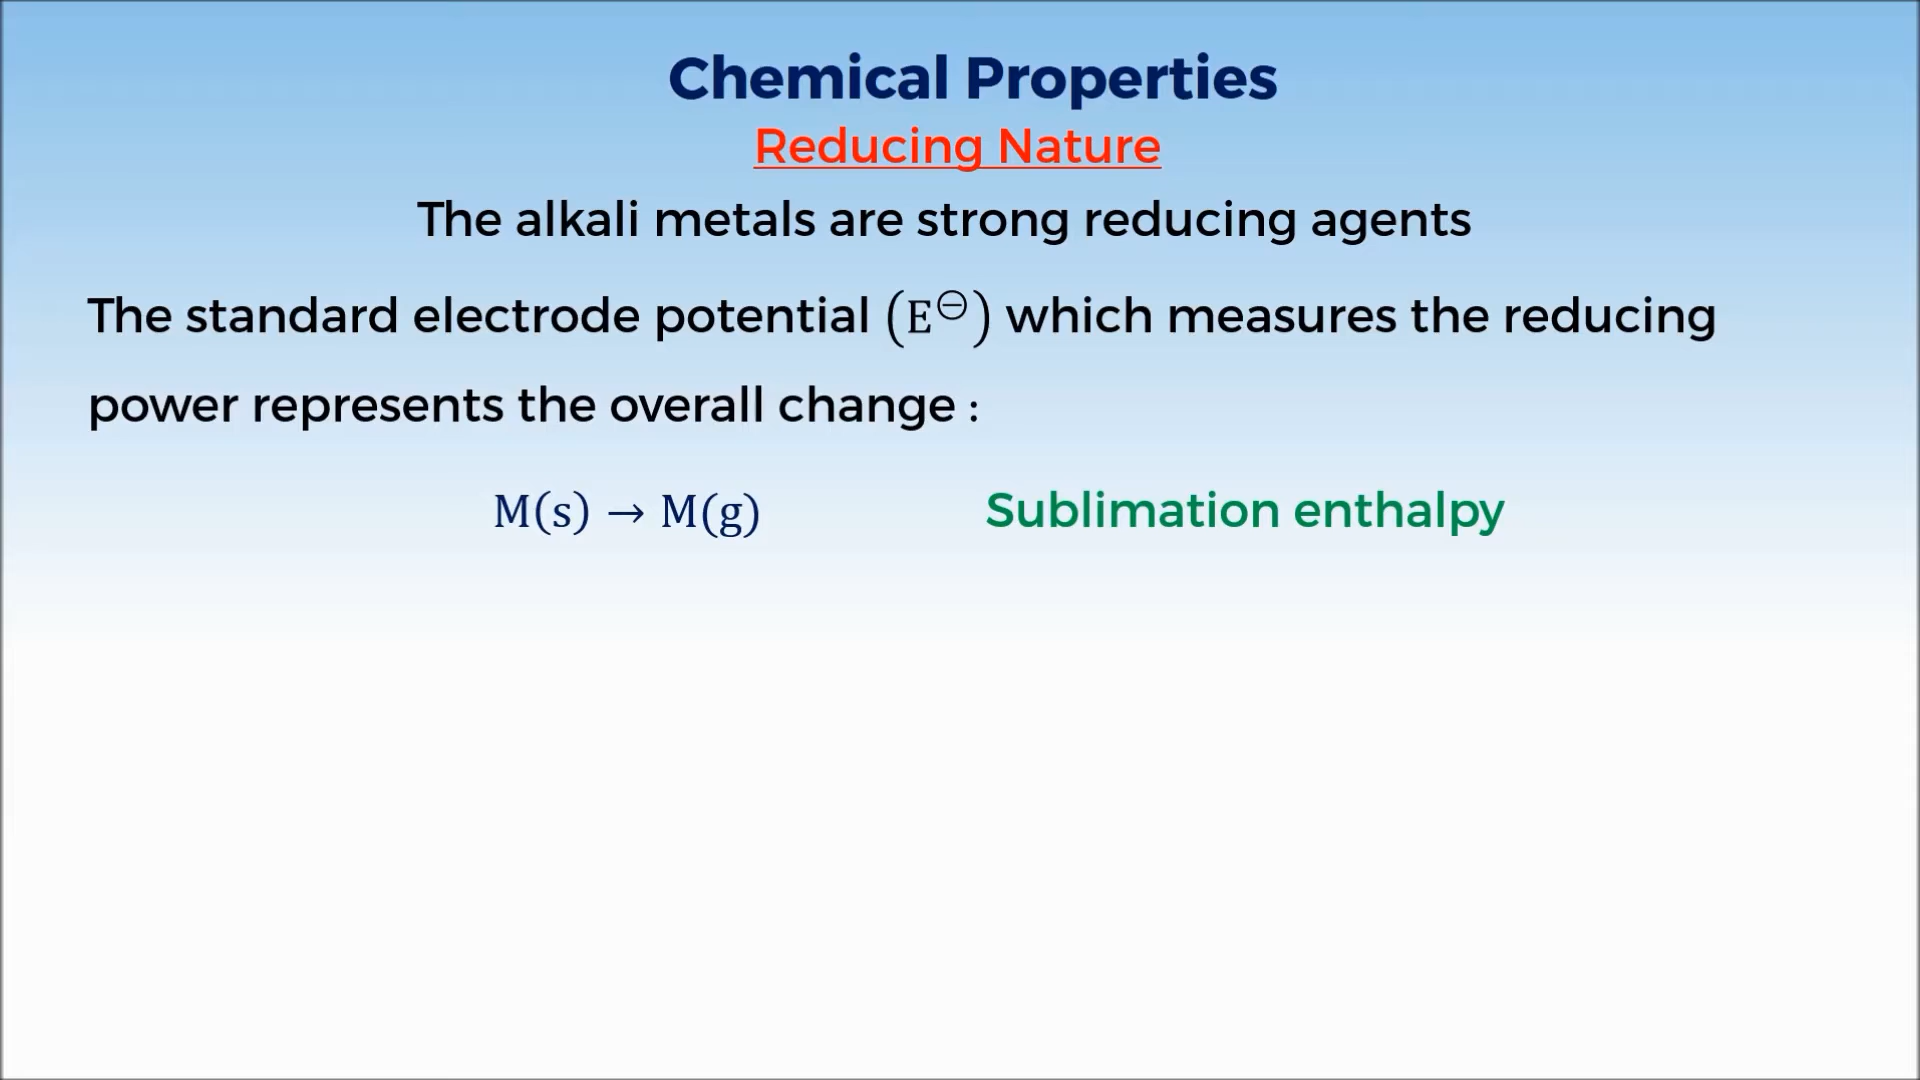 Chemical Properties
Reducing Nature
The alkali metals are strong reducing agents
The standard electrode potential (E⊖) which measures the reducing
power represents the overall change :
M(s) → M(g) Sublimation enthalpy